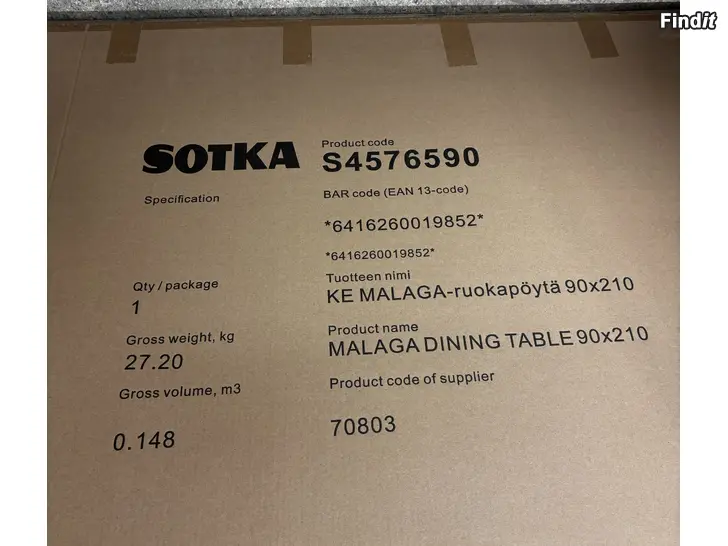 Findit
SOTKA
Product code
S4576590
Specification
BAR code (EAN 13-code)
*6416260019852*
*6416260019852*
Qty / package
1
Tuotteen nimi
KE MALAGA-ruokapöytä 90x210
Gross weight, kg
27.20
Product name
MALAGA DINING TABLE 90x210
Gross volume, m3
0.148
Product code of supplier
70803